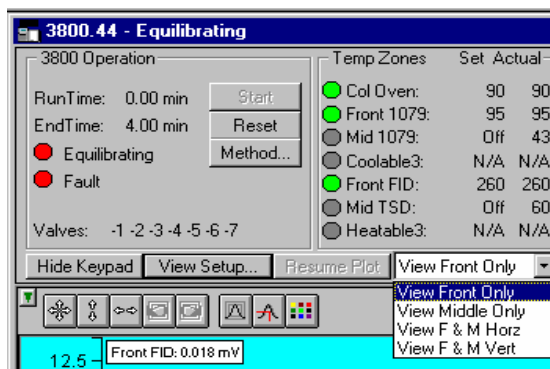 3800.44 - Equilibrating
3800 Operation
RunTime: 0.00 min Start
EndTime: 4.00 min Reset
Equilibrating Method...
Fault
Valves: -1 -2 -3 -4 -5 -6 -7
Temp Zones Set Actual
Col Oven: 90 90
Front 1079: 95 95
Mid 1079: Off 43
Coolable3: N/A N/A
Front FID: 260 260
Mid TSD: Off 60
Heatable3: N/A N/A
Hide Keypad View Setup... Resume Plot View Front Only
View Front Only
View Middle Only
View F & M Horz
View F & M Vert
12.5 Front FID: 0.018 mV